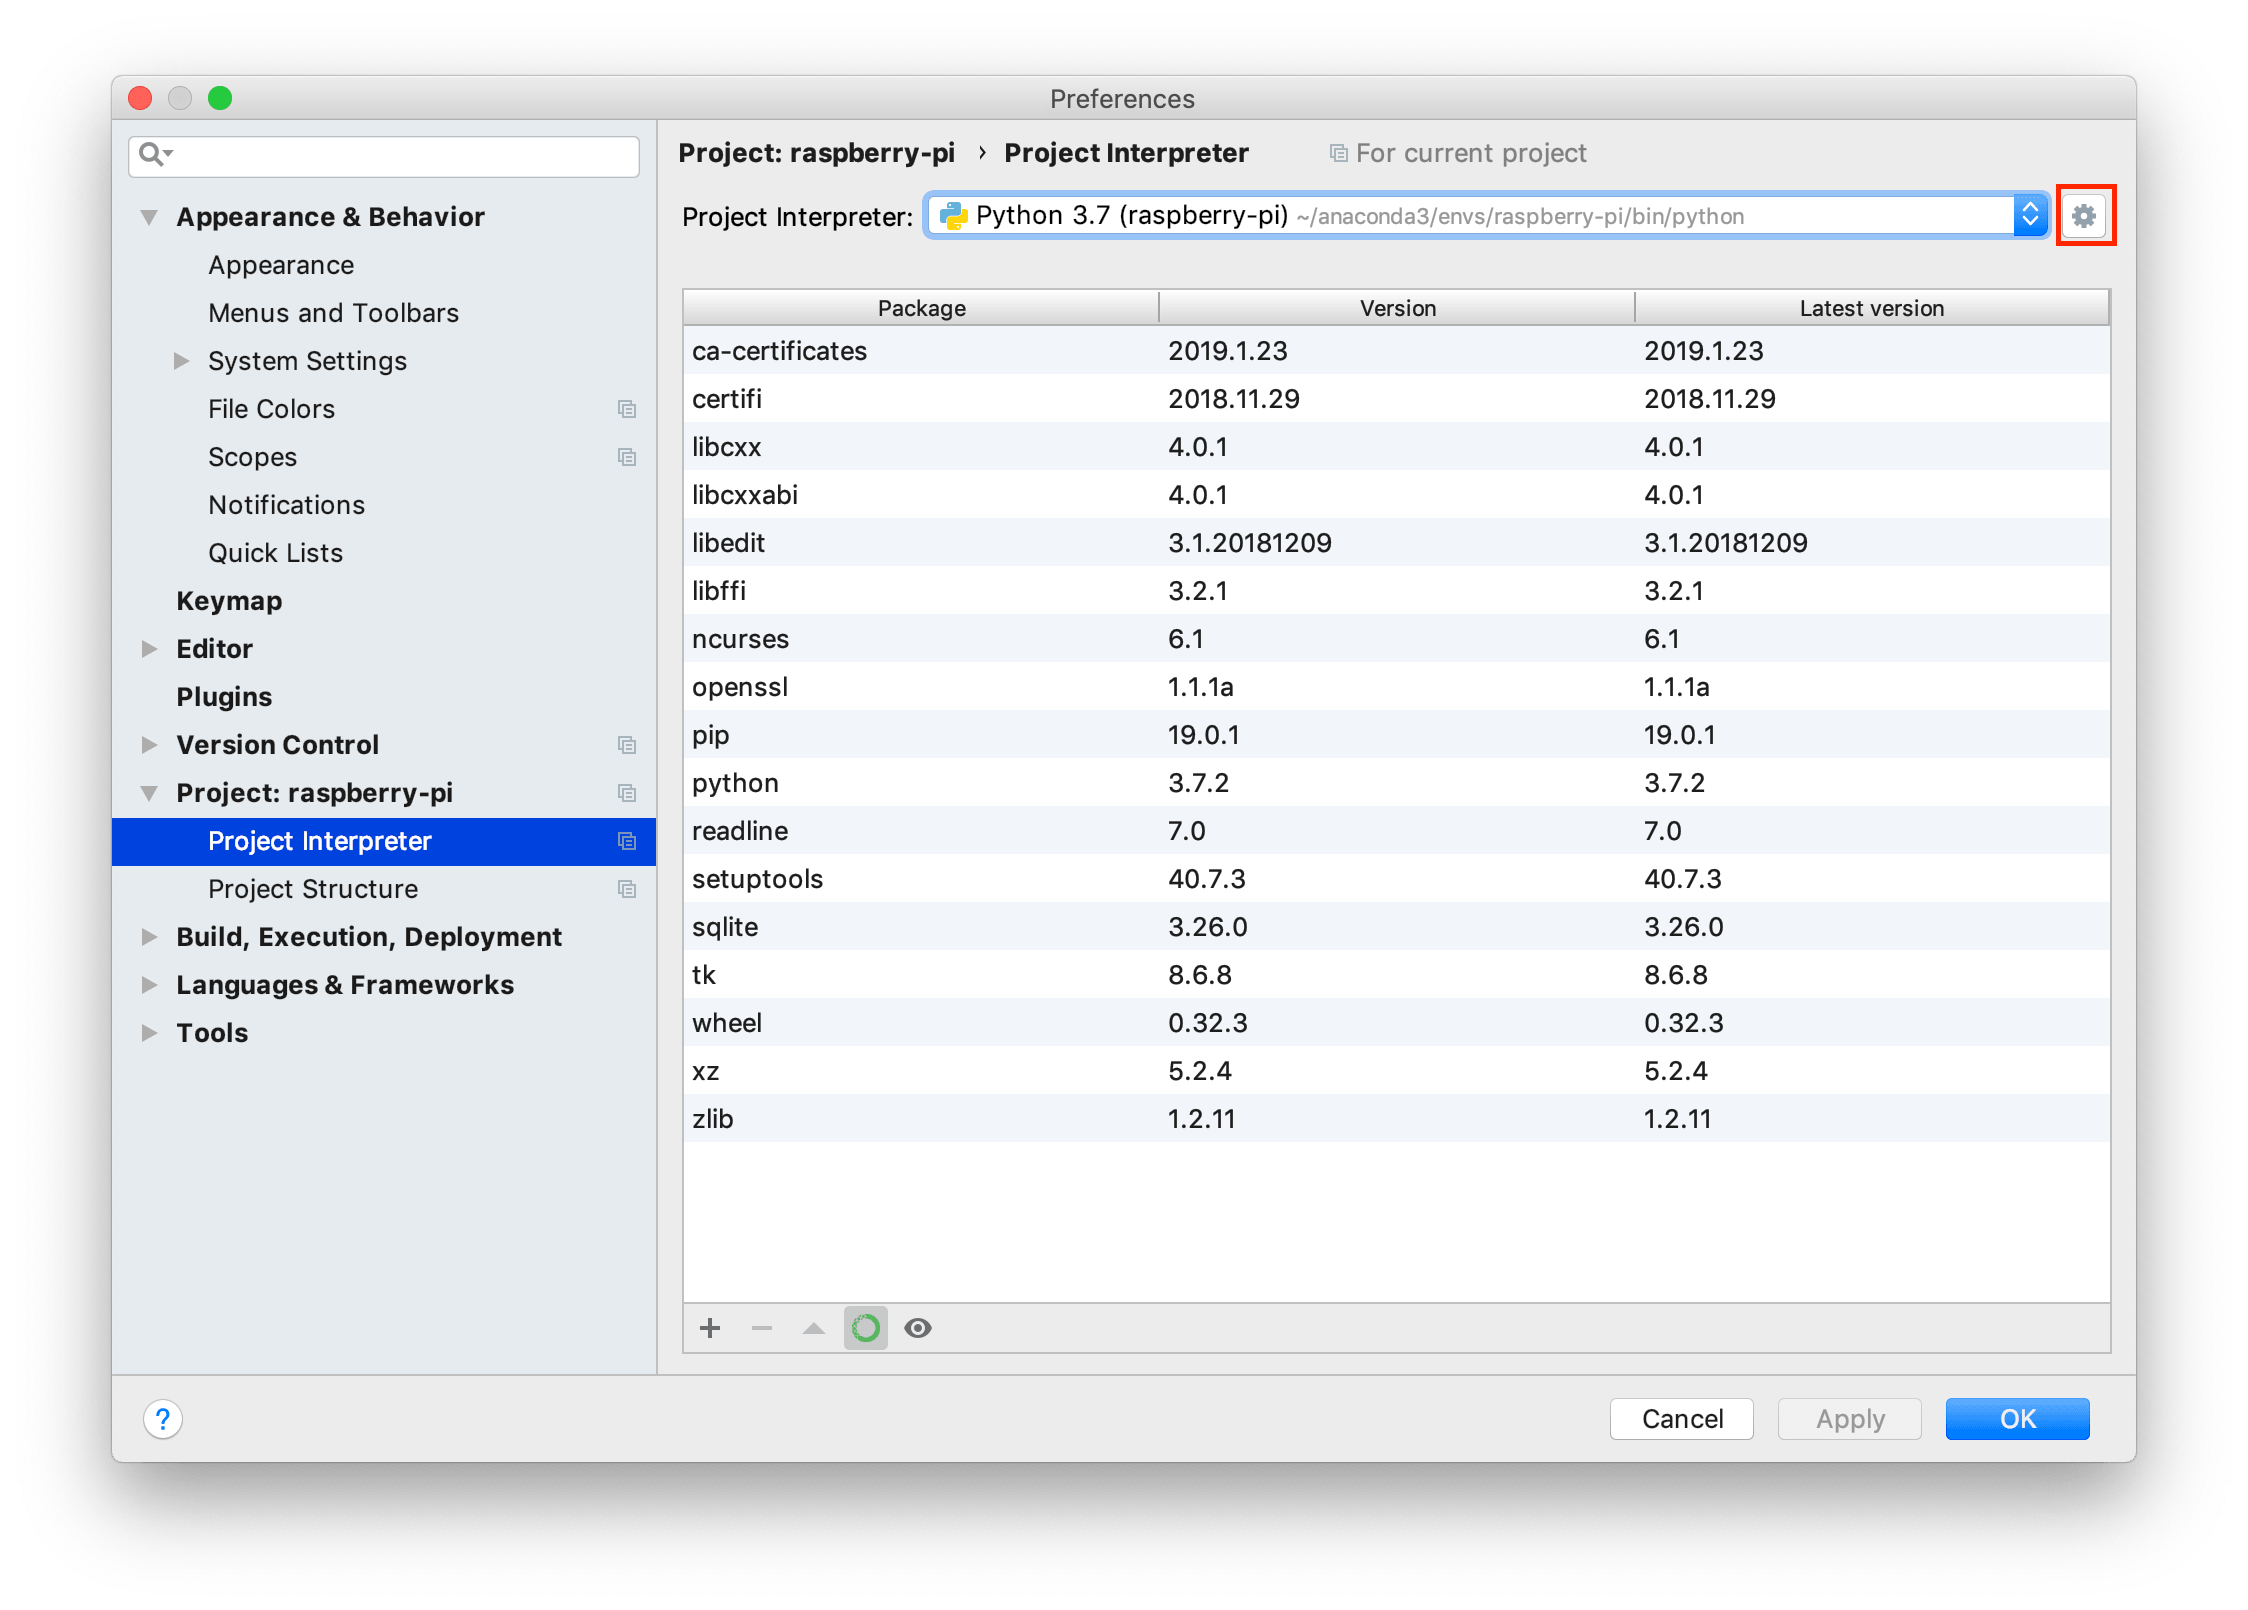 Preferences
Appearance & Behavior
Appearance
Menus and Toolbars
System Settings
File Colors
Scopes
Notifications
Quick Lists
Keymap
Editor
Plugins
Version Control
Project: raspberry-pi
Project Interpreter
Project Structure
Build, Execution, Deployment
Languages & Frameworks
Tools
Project: raspberry-pi › Project Interpreter For current project
Project Interpreter: Python 3.7 (raspberry-pi) ~/anaconda3/envs/raspberry-pi/bin/python
Package Version Latest version
ca-certificates 2019.1.23 2019.1.23
certifi 2018.11.29 2018.11.29
libcxx 4.0.1 4.0.1
libcxxabi 4.0.1 4.0.1
libedit 3.1.20181209 3.1.20181209
libffi 3.2.1 3.2.1
ncurses 6.1 6.1
openssl 1.1.1a 1.1.1a
pip 19.0.1 19.0.1
python 3.7.2 3.7.2
readline 7.0 7.0
setuptools 40.7.3 40.7.3
sqlite 3.26.0 3.26.0
tk 8.6.8 8.6.8
wheel 0.32.3 0.32.3
xz 5.2.4 5.2.4
zlib 1.2.11 1.2.11
? Cancel Apply OK